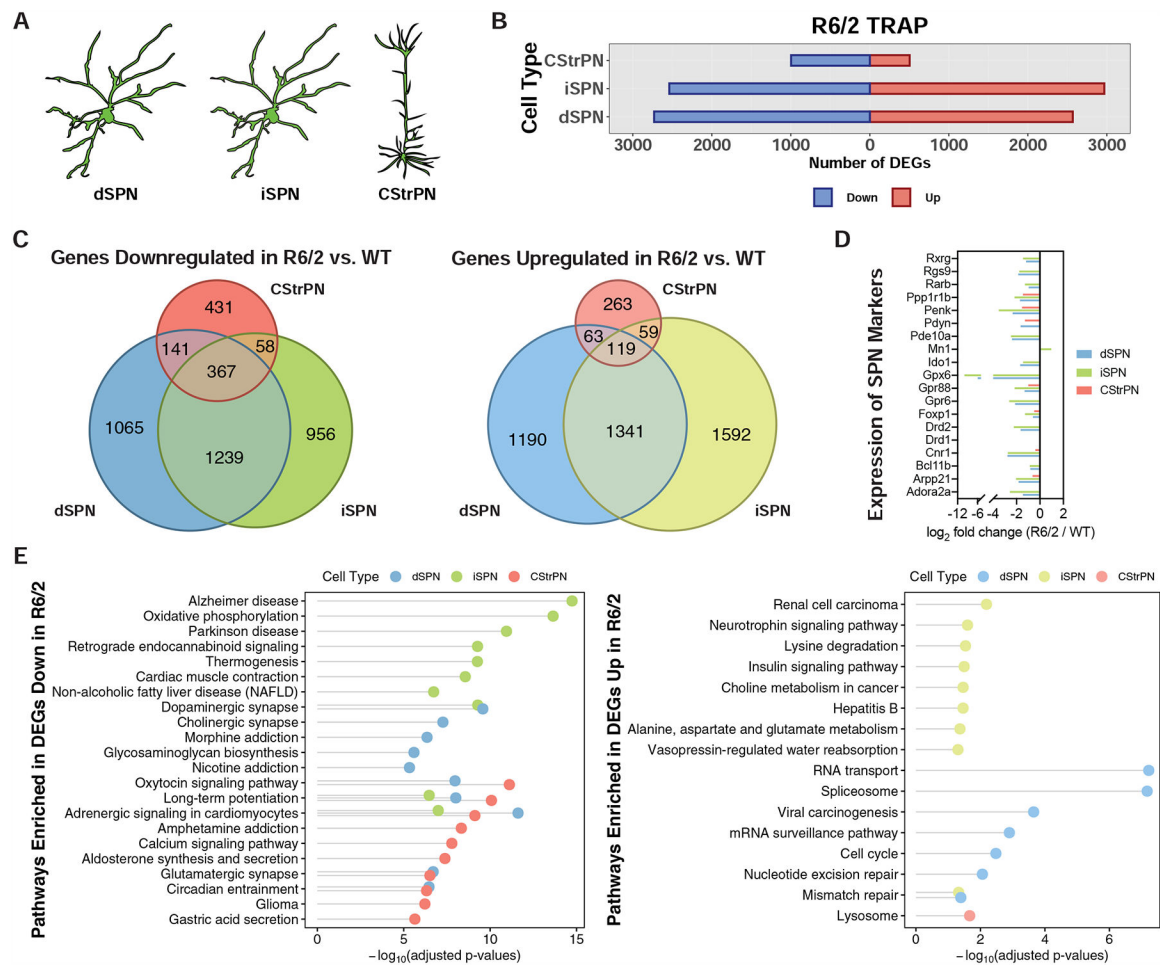 A
dSPN
iSPN
CStrPN
B
R6/2 TRAP
Cell Type
CStrPN
iSPN
dSPN
3000 2000 1000 0 1000 2000 3000
Number of DEGs
Down Up
C
Genes Downregulated in R6/2 vs. WT
CStrPN
431
141
58
367
1065
956
1239
dSPN
iSPN
Genes Upregulated in R6/2 vs. WT
CStrPN
263
63
59
119
1190
1341
1592
dSPN
iSPN
D
Expression of SPN Markers
Rxrg
Rgs9
Rarb
Ppp1r1b
Penk
Pdyn
Pde10a
Mn1
Ido1
Gpx6
Gpr88
Gpr6
Foxp1
Drd2
Drd1
Cnr1
Bcl11b
Arpp21
Adora2a
-12 -6 -4 -2 0 2
log2 fold change (R6/2 / WT)
dSPN
iSPN
CStrPN
E
Cell Type dSPN iSPN CStrPN
Pathways Enriched in DEGs Down in R6/2
Alzheimer disease
Oxidative phosphorylation
Parkinson disease
Retrograde endocannabinoid signaling
Thermogenesis
Cardiac muscle contraction
Non-alcoholic fatty liver disease (NAFLD)
Dopaminergic synapse
Cholinergic synapse
Morphine addiction
Glycosaminoglycan biosynthesis
Nicotine addiction
Oxytocin signaling pathway
Long-term potentiation
Adrenergic signaling in cardiomyocytes
Amphetamine addiction
Calcium signaling pathway
Aldosterone synthesis and secretion
Glutamatergic synapse
Circadian entrainment
Glioma
Gastric acid secretion
0 5 10 15
−log10(adjusted p-values)
Cell Type dSPN iSPN CStrPN
Pathways Enriched in DEGs Up in R6/2
Renal cell carcinoma
Neurotrophin signaling pathway
Lysine degradation
Insulin signaling pathway
Choline metabolism in cancer
Hepatitis B
Alanine, aspartate and glutamate metabolism
Vasopressin-regulated water reabsorption
RNA transport
Spliceosome
Viral carcinogenesis
mRNA surveillance pathway
Cell cycle
Nucleotide excision repair
Mismatch repair
Lysosome
0 2 4 6
−log10(adjusted p-values)